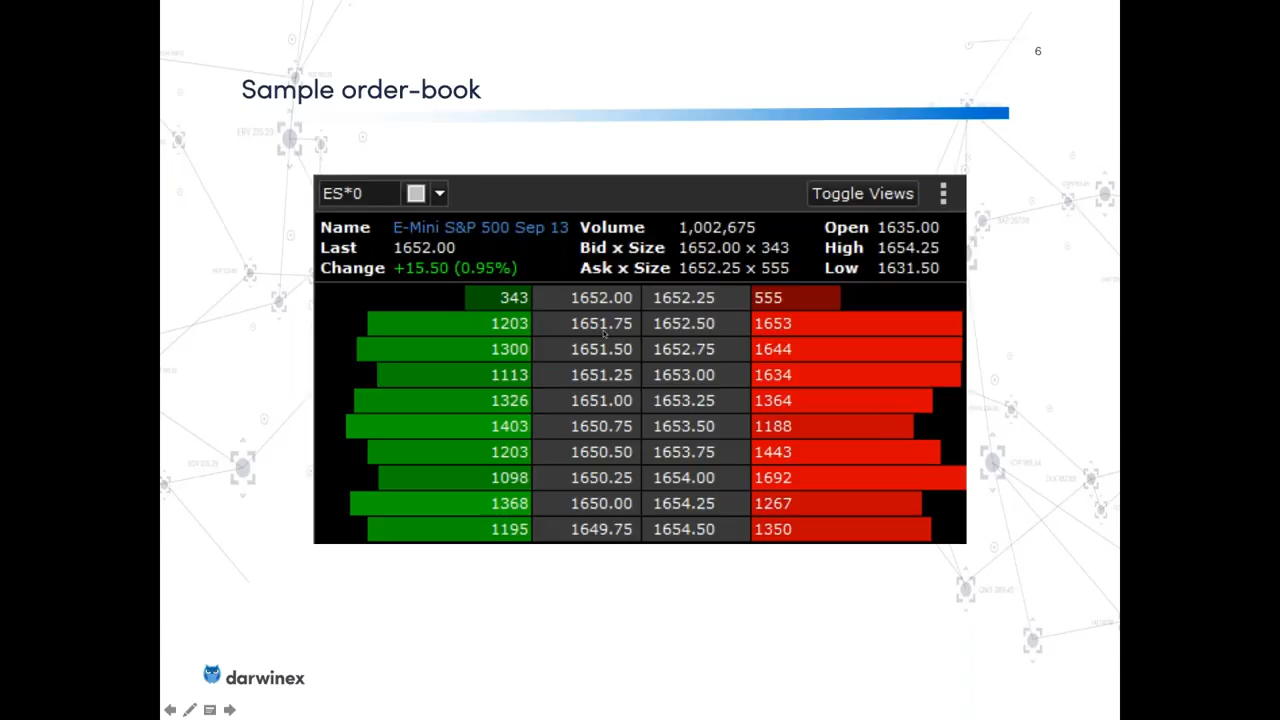 6
Sample order-book
ES*0 Toggle Views
Name E-Mini S&P 500 Sep 13 Volume 1,002,675 Open 1635.00
Last 1652.00 Bid x Size 1652.00 x 343 High 1654.25
Change +15.50 (0.95%) Ask x Size 1652.25 x 555 Low 1631.50
343 1652.00 1652.25 555
1203 1651.75 1652.50 1653
1300 1651.50 1652.75 1644
1113 1651.25 1653.00 1634
1326 1651.00 1653.25 1364
1403 1650.75 1653.50 1188
1203 1650.50 1653.75 1443
1098 1650.25 1654.00 1692
1368 1650.00 1654.25 1267
1195 1649.75 1654.50 1350
darwinex